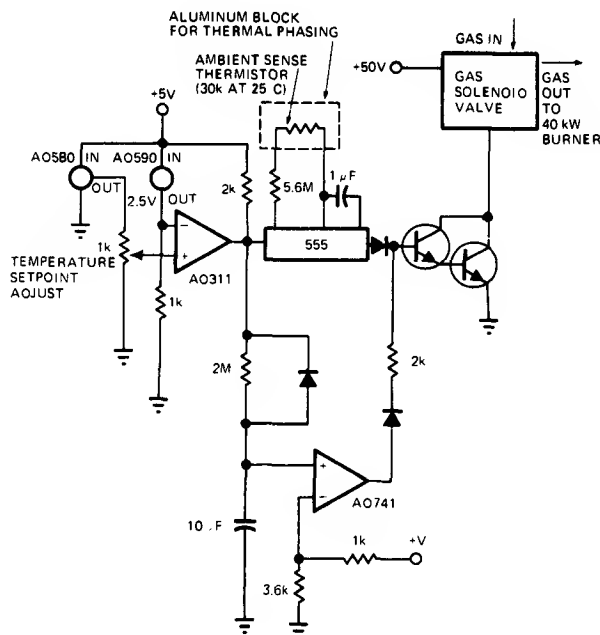 ALUMINUM BLOCK
FOR THERMAL PHASING
AMBIENT SENSE
THERMISTOR
(30k AT 25 C)
GAS IN
+50V
GAS
SOLENOIO
VALVE
GAS
OUT
TO
40 kW
BURNER
+5V
AO580
IN
OUT
AO590
IN
OUT
2.5V
2k
5.6M
1 μF
555
1k
TEMPERATURE
SETPOINT
AOJUST
−
+
AO311
1k
2M
2k
+
−
AO741
10 μF
1k
+V
3.6k